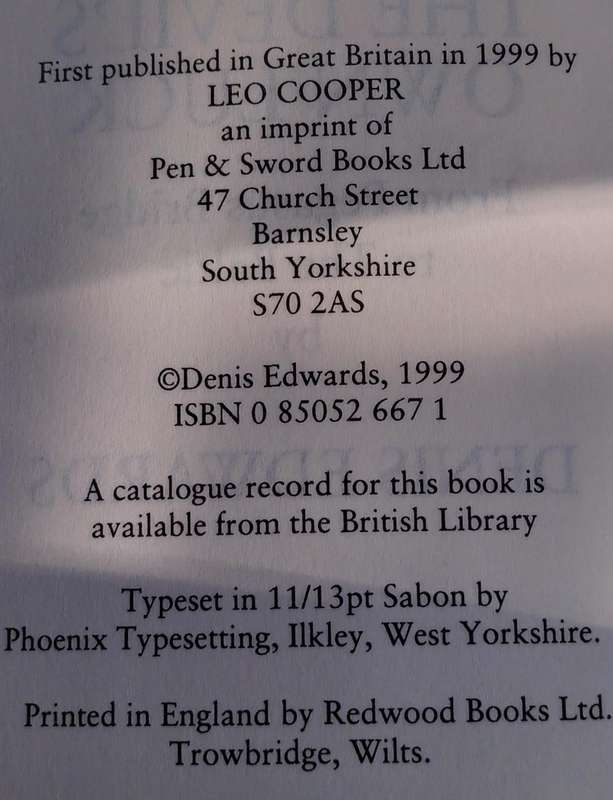 First published in Great Britain in 1999 by
LEO COOPER
an imprint of
Pen & Sword Books Ltd
47 Church Street
Barnsley
South Yorkshire
S70 2AS
©Denis Edwards, 1999
ISBN 0 85052 667 1
A catalogue record for this book is
available from the British Library
Typeset in 11/13pt Sabon by
Phoenix Typesetting, Ilkley, West Yorkshire.
Printed in England by Redwood Books Ltd.
Trowbridge, Wilts.